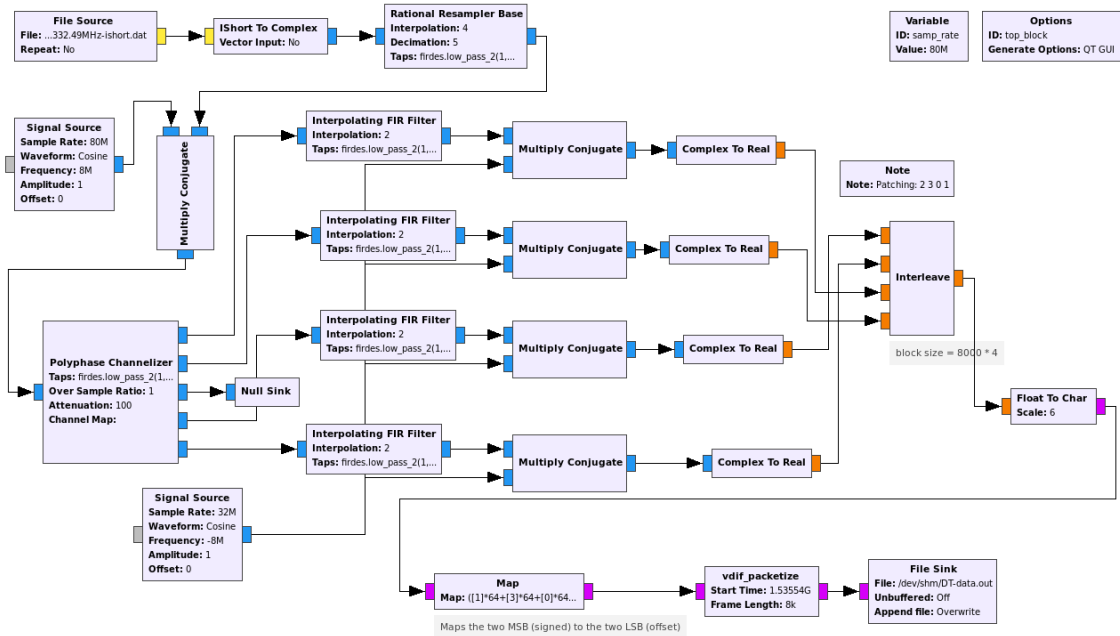 File Source
File: ...332.49MHz-ishort.dat
Repeat: No
IShort To Complex
Vector Input: No
Rational Resampler Base
Interpolation: 4
Decimation: 5
Taps: firdes.low_pass_2(1,...
Variable
ID: samp_rate
Value: 80M
Options
ID: top_block
Generate Options: QT GUI
Signal Source
Sample Rate: 80M
Waveform: Cosine
Frequency: 8M
Amplitude: 1
Offset: 0
Multiply Conjugate
Interpolating FIR Filter
Interpolation: 2
Taps: firdes.low_pass_2(1,...
Multiply Conjugate
Complex To Real
Note
Note: Patching: 2 3 0 1
Interpolating FIR Filter
Interpolation: 2
Taps: firdes.low_pass_2(1,...
Multiply Conjugate
Complex To Real
Interleave
block size = 8000 * 4
Interpolating FIR Filter
Interpolation: 2
Taps: firdes.low_pass_2(1,...
Multiply Conjugate
Complex To Real
Polyphase Channelizer
Taps: firdes.low_pass_2(1,...
Over Sample Ratio: 1
Attenuation: 100
Channel Map:
Null Sink
Float To Char
Scale: 6
Interpolating FIR Filter
Interpolation: 2
Taps: firdes.low_pass_2(1,...
Multiply Conjugate
Complex To Real
Signal Source
Sample Rate: 32M
Waveform: Cosine
Frequency: -8M
Amplitude: 1
Offset: 0
Map
Map: ([1]*64+[3]*64+[0]*64...
Maps the two MSB (signed) to the two LSB (offset)
vdif_packetize
Start Time: 1.53554G
Frame Length: 8k
File Sink
File: /dev/shm/DT-data.out
Unbuffered: Off
Append file: Overwrite